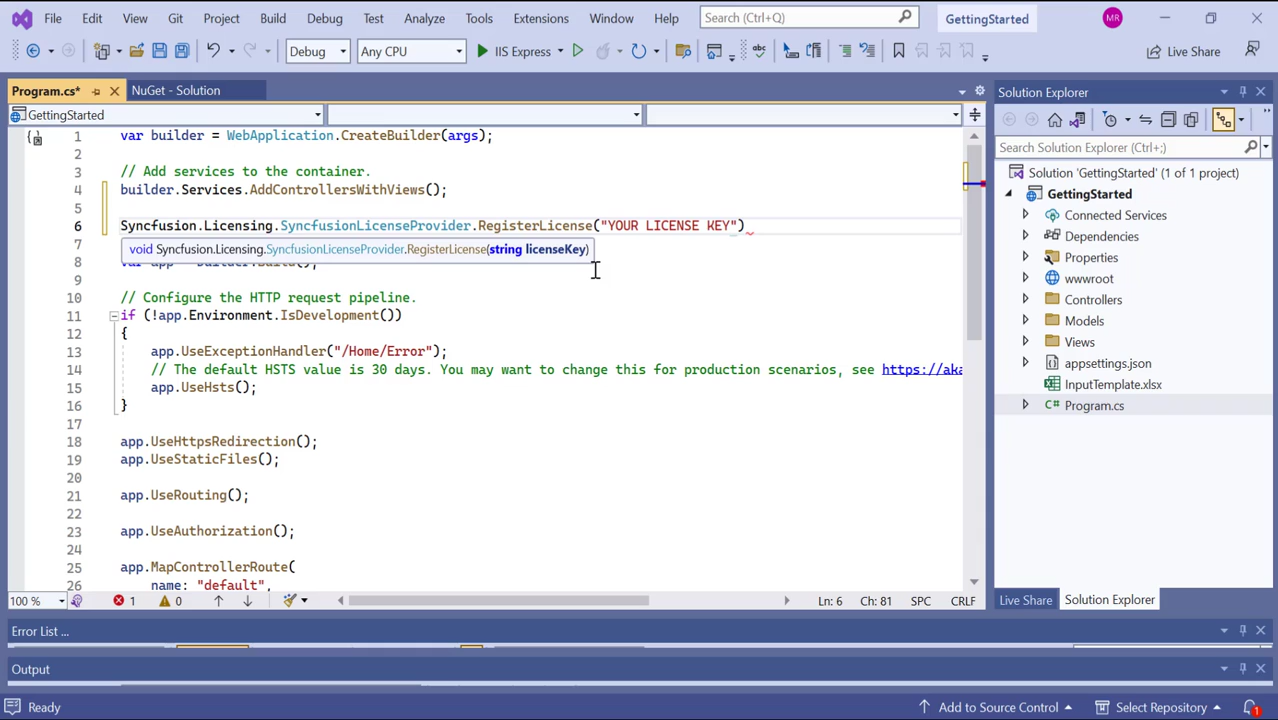 File Edit View Git Project Build Debug Test Analyze Tools Extensions Window Help Search (Ctrl+Q) GettingStarted MR
Debug Any CPU IIS Express Live Share
Program.cs* NuGet - Solution
GettingStarted
1 var builder = WebApplication.CreateBuilder(args);
2
3 // Add services to the container.
4 builder.Services.AddControllersWithViews();
5
6 Syncfusion.Licensing.SyncfusionLicenseProvider.RegisterLicense("YOUR LICENSE KEY")
7 void Syncfusion.Licensing.SyncfusionLicenseProvider.RegisterLicense(string licenseKey)
8 var app = builder.Build();
9
10 // Configure the HTTP request pipeline.
11 if (!app.Environment.IsDevelopment())
12 {
13 app.UseExceptionHandler("/Home/Error");
14 // The default HSTS value is 30 days. You may want to change this for production scenarios, see https://aka
15 app.UseHsts();
16 }
17
18 app.UseHttpsRedirection();
19 app.UseStaticFiles();
20
21 app.UseRouting();
22
23 app.UseAuthorization();
24
25 app.MapControllerRoute(
26 name: "default",
100 % 1 0 Ln: 6 Ch: 81 SPC CRLF
Solution Explorer
Search Solution Explorer (Ctrl+;)
Solution 'GettingStarted' (1 of 1 project)
GettingStarted
Connected Services
Dependencies
Properties
wwwroot
Controllers
Models
Views
appsettings.json
InputTemplate.xlsx
C# Program.cs
Live Share Solution Explorer
Error List ...
Output
Ready Add to Source Control Select Repository 1